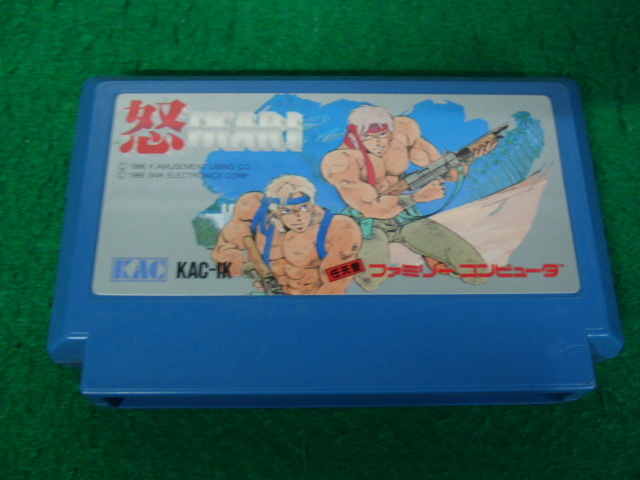 怒 IKARI
© 1986 K.AMUSEMENT LISING CO.
© 1986 SNK ELECTRONICS CORP.
KAC KAC-IK
任天堂 ファミリーコンピュータ